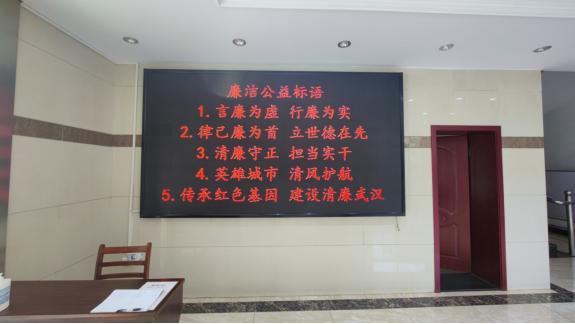 廉洁公益标语
1.言廉为虚 行廉为实
2.律己廉为首 立世德在先
3.清廉守正 担当实干
4.英雄城市 清风护航
5.传承红色基因 建设清廉武汉